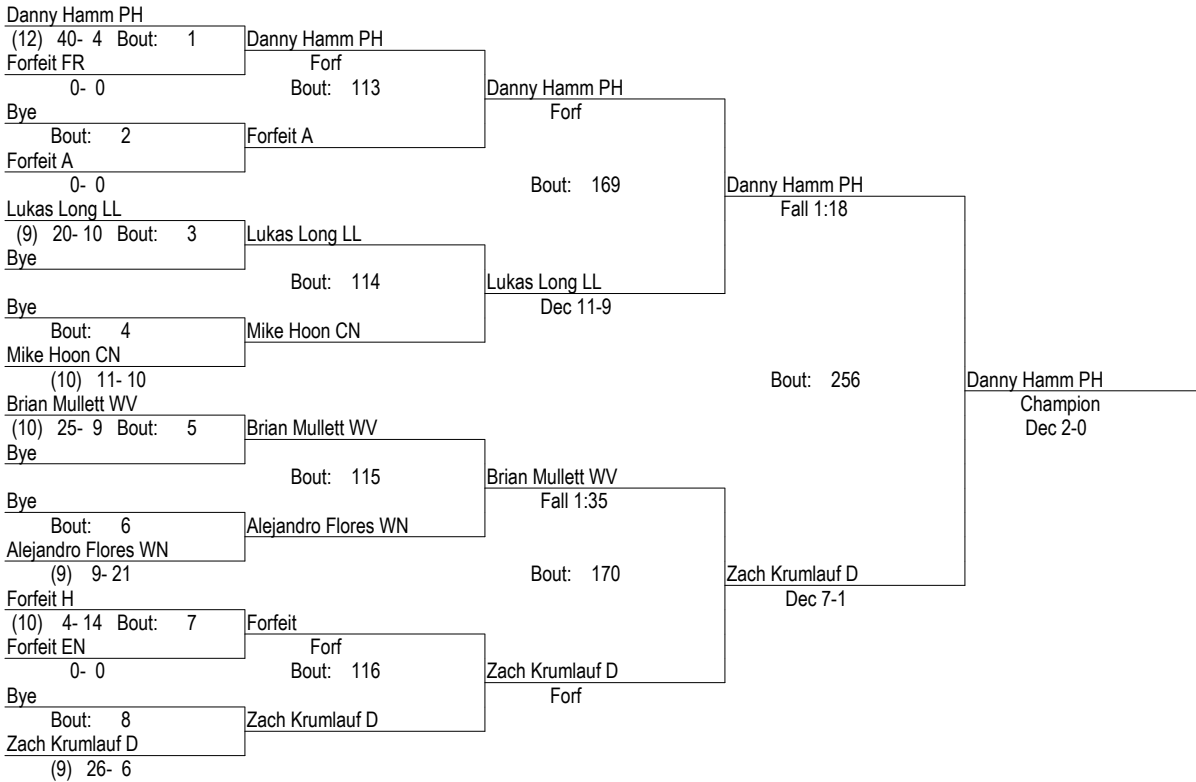 Danny Hamm PH
(12) 40- 4 Bout: 1
Forfeit FR
0- 0
Bye
Bout: 2
Forfeit A
0- 0
Lukas Long LL
(9) 20- 10 Bout: 3
Bye
Bye
Bout: 4
Mike Hoon CN
(10) 11- 10
Brian Mullett WV
(10) 25- 9 Bout: 5
Bye
Bye
Bout: 6
Alejandro Flores WN
(9) 9- 21
Forfeit H
(10) 4- 14 Bout: 7
Forfeit EN
0- 0
Bye
Bout: 8
Zach Krumlauf D
(9) 26- 6
Danny Hamm PH
Forf
Bout: 113
Forfeit A
Lukas Long LL
Bout: 114
Mike Hoon CN
Brian Mullett WV
Bout: 115
Alejandro Flores WN
Forfeit
Forf
Bout: 116
Zach Krumlauf D
Danny Hamm PH
Forf
Bout: 169
Lukas Long LL
Dec 11-9
Brian Mullett WV
Fall 1:35
Bout: 170
Zach Krumlauf D
Forf
Danny Hamm PH
Fall 1:18
Bout: 256
Zach Krumlauf D
Dec 7-1
Danny Hamm PH
Champion
Dec 2-0